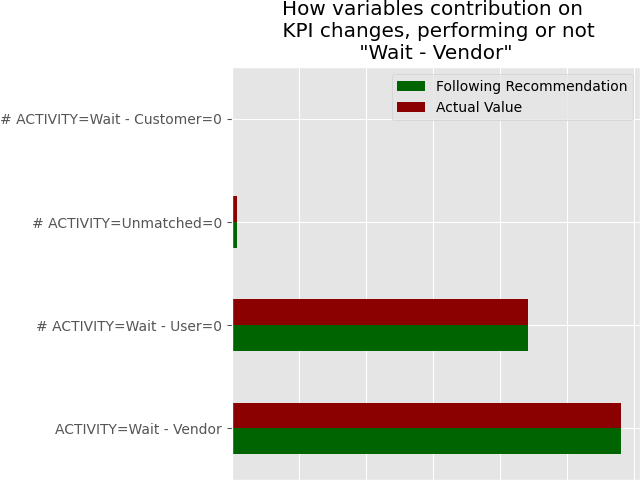 How variables contribution on
KPI changes, performing or not
"Wait - Vendor"
Following Recommendation
Actual Value
# ACTIVITY=Wait - Customer=0
# ACTIVITY=Unmatched=0
# ACTIVITY=Wait - User=0
ACTIVITY=Wait - Vendor